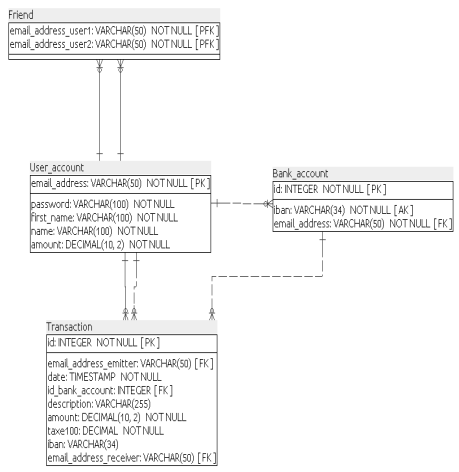 Friend
email_address_user1: VARCHAR(50) NOT NULL [ PFK ]
email_address_user2: VARCHAR(50) NOT NULL [ PFK ]
User_account
email_address: VARCHAR(50) NOT NULL [ PK ]
password: VARCHAR(100) NOT NULL
first_name: VARCHAR(100) NOT NULL
name: VARCHAR(100) NOT NULL
amount: DECIMAL(10, 2) NOT NULL
Bank_account
id: INTEGER NOT NULL [ PK ]
iban: VARCHAR(34) NOT NULL [ AK ]
email_address: VARCHAR(50) NOT NULL [ FK ]
Transaction
id: INTEGER NOT NULL [ PK ]
email_address_emitter: VARCHAR(50) [ FK ]
date: TIMESTAMP NOT NULL
id_bank_account: INTEGER [ FK ]
description: VARCHAR(255)
amount: DECIMAL(10, 2) NOT NULL
taxe100: DECIMAL NOT NULL
iban: VARCHAR(34)
email_address_receiver: VARCHAR(50) [ FK ]